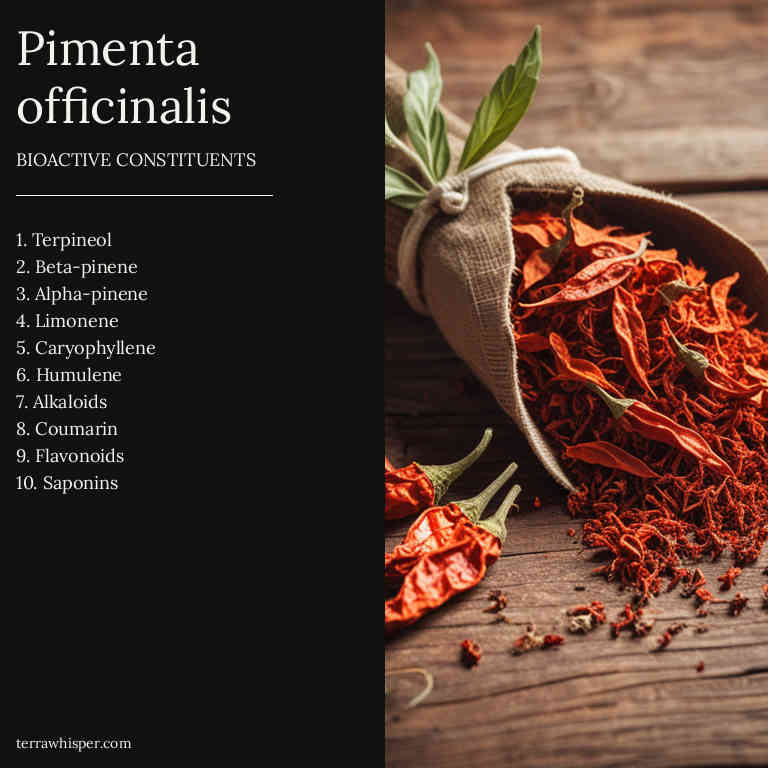 Pimenta
officinalis
BIOACTIVE CONSTITUENTS
1. Terpineol
2. Beta-pinene
3. Alpha-pinene
4. Limonene
5. Caryophyllene
6. Humulene
7. Alkaloids
8. Coumarin
9. Flavonoids
10. Saponins
terrawhisper.com